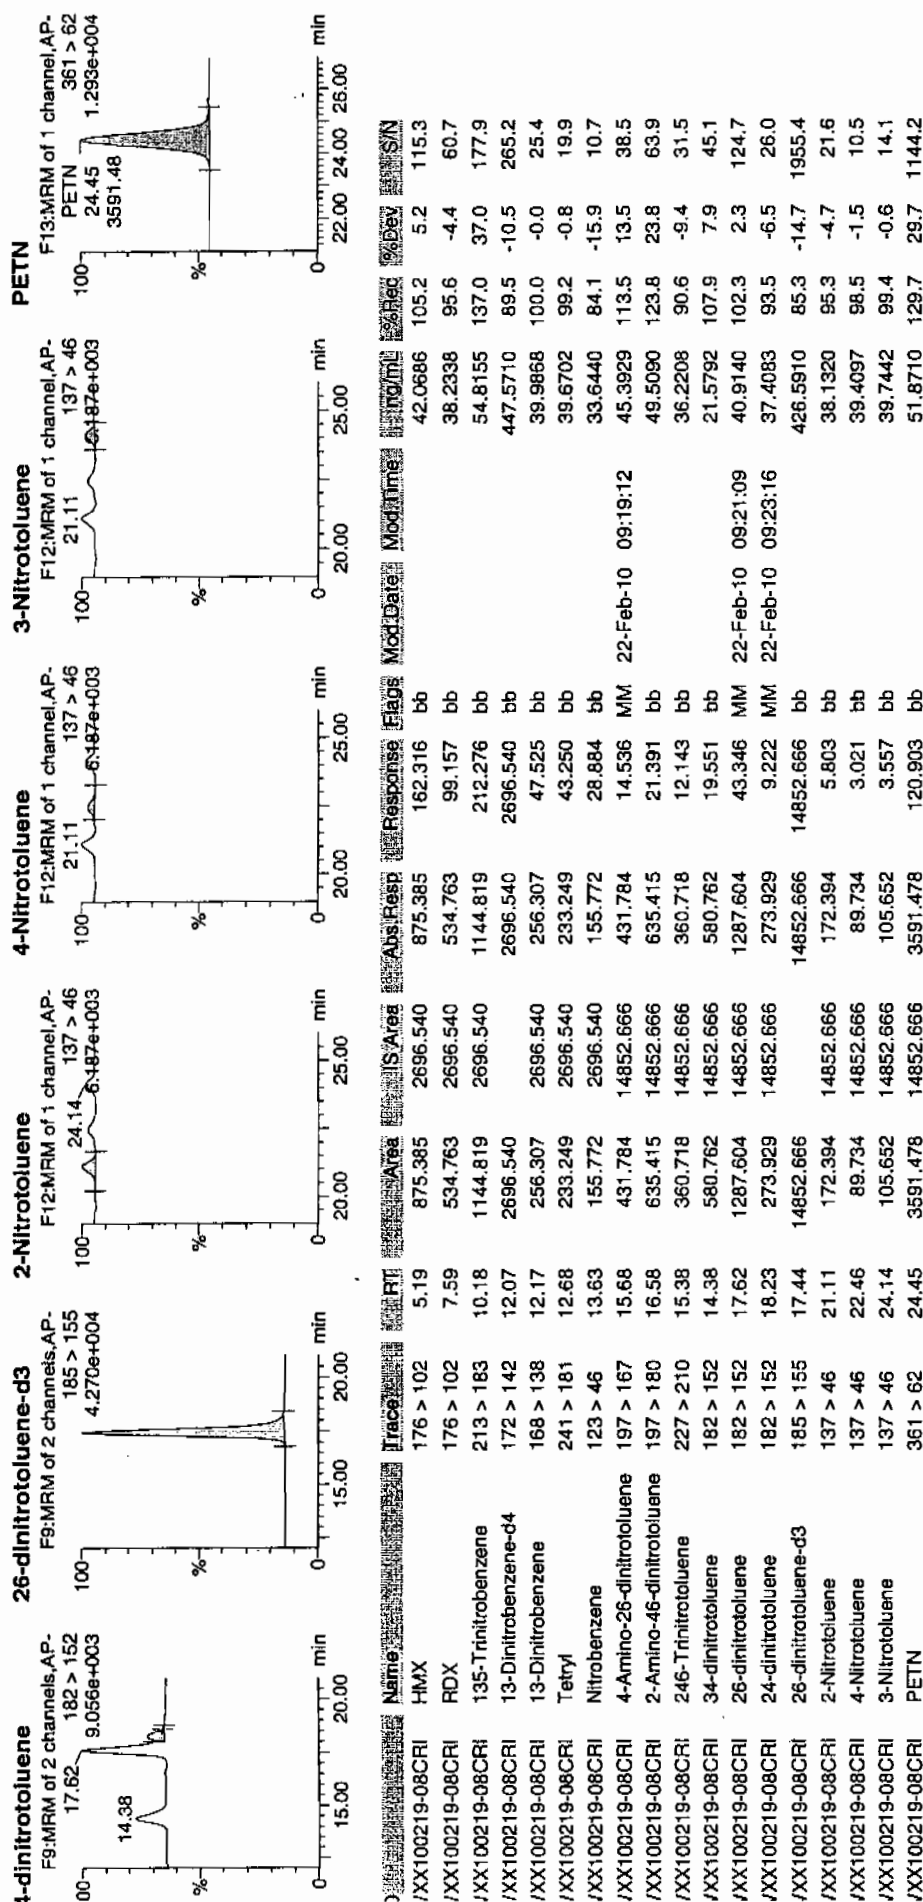 4-dinitrotoluene
F9:MRM of 2 channels,AP-
17.62 182 > 152
9.056e+003
14.38
00
0
15.00 20.00 min
26-dinitrotoluene-d3
F9:MRM of 2 channels,AP-
185 > 155
4.270e+004
100
%
0
15.00 20.00 min
2-Nitrotoluene
F12:MRM of 1 channel,AP-
24.14 137 > 46
6.187e+003
100
%
0
20.00 25.00 min
4-Nitrotoluene
F12:MRM of 1 channel,AP-
21.11 137 > 46
6.187e+003
100
%
0
20.00 25.00 min
3-Nitrotoluene
F12:MRM of 1 channel,AP-
21.11 137 > 46
6.187e+003
100
%
0
20.00 25.00 min
PETN
F13:MRM of 1 channel,AP-
PETN 361 > 62
24.45 1.293e+004
3591.48
100
%
0
22.00 24.00 26.00 min
Name Trace RT Area IS Area Abs.Resp Response Flags Mod.Date Mod.Time ng/mL %Rec %Dev S/N
/XX100219-08CRI HMX 176 > 102 5.19 875.385 2696.540 875.385 162.316 bb 42.0686 105.2 5.2 115.3
/XX100219-08CRI RDX 176 > 102 7.59 534.763 2696.540 534.763 99.157 bb 38.2338 95.6 -4.4 60.7
/XX100219-08CRI 135-Trinitrobenzene 213 > 183 10.18 1144.819 2696.540 1144.819 212.276 bb 54.8155 137.0 37.0 177.9
/XX100219-08CRI 13-Dinitrobenzene-d4 172 > 142 12.07 2696.540 2696.540 2696.540 bb 447.5710 89.5 -10.5 265.2
/XX100219-08CRI 13-Dinitrobenzene 168 > 138 12.17 256.307 2696.540 256.307 47.525 bb 39.9868 100.0 -0.0 25.4
/XX100219-08CRI Tetryl 241 > 181 12.68 233.249 2696.540 233.249 43.250 bb 39.6702 99.2 -0.8 19.9
/XX100219-08CRI Nitrobenzene 123 > 46 13.63 155.772 2696.540 155.772 28.884 bb 33.6440 84.1 -15.9 10.7
/XX100219-08CRI 4-Amino-26-dinitrotoluene 197 > 167 15.68 431.784 14852.666 431.784 14.536 MM 22-Feb-10 09:19:12 45.3929 113.5 13.5 38.5
/XX100219-08CRI 2-Amino-46-dinitrotoluene 197 > 180 16.58 635.415 14852.666 635.415 21.391 bb 49.5090 123.8 23.8 63.9
/XX100219-08CRI 246-Trinitrotoluene 227 > 210 15.38 360.718 14852.666 360.718 12.143 bb 36.2208 90.6 -9.4 31.5
/XX100219-08CRI 34-dinitrotoluene 182 > 152 14.38 580.762 14852.666 580.762 19.551 bb 21.5792 107.9 7.9 45.1
/XX100219-08CRI 26-dinitrotoluene 182 > 152 17.62 1287.604 14852.666 1287.604 43.346 MM 22-Feb-10 09:21:09 40.9140 102.3 2.3 124.7
/XX100219-08CRI 24-dinitrotoluene 182 > 152 18.23 273.929 14852.666 273.929 9.222 MM 22-Feb-10 09:23:16 37.4083 93.5 -6.5 26.0
/XX100219-08CRI 26-dinitrotoluene-d3 185 > 155 17.44 14852.666 14852.666 14852.666 bb 426.5910 85.3 -14.7 1955.4
/XX100219-08CRI 2-Nitrotoluene 137 > 46 21.11 172.394 14852.666 172.394 5.803 bb 38.1320 95.3 -4.7 21.6
/XX100219-08CRI 4-Nitrotoluene 137 > 46 22.46 89.734 14852.666 89.734 3.021 bb 39.4097 98.5 -1.5 10.5
/XX100219-08CRI 3-Nitrotoluene 137 > 46 24.14 105.652 14852.666 105.652 3.557 bb 39.7442 99.4 -0.6 14.1
/XX100219-08CRI PETN 361 > 62 24.45 3591.478 14852.666 3591.478 120.903 bb 51.8710 129.7 29.7 1144.2